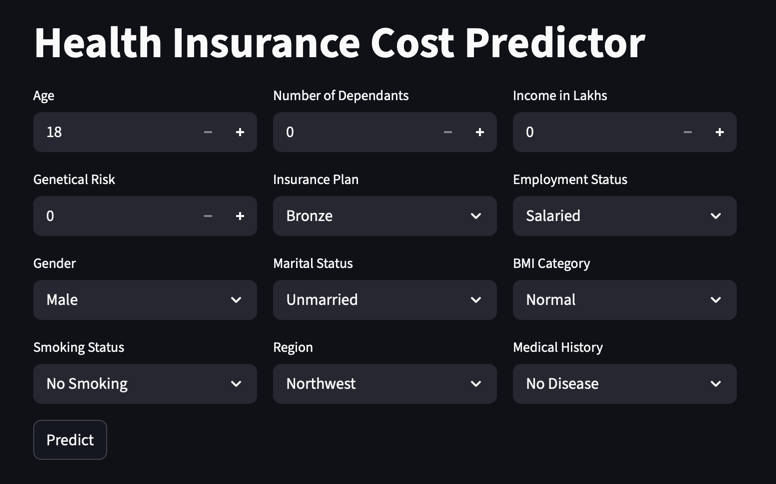 Health Insurance Cost Predictor
Age Number of Dependants Income in Lakhs
18 − + 0 − + 0 − +
Genetical Risk Insurance Plan Employment Status
0 − + Bronze Salaried
Gender Marital Status BMI Category
Male Unmarried Normal
Smoking Status Region Medical History
No Smoking Northwest No Disease
Predict